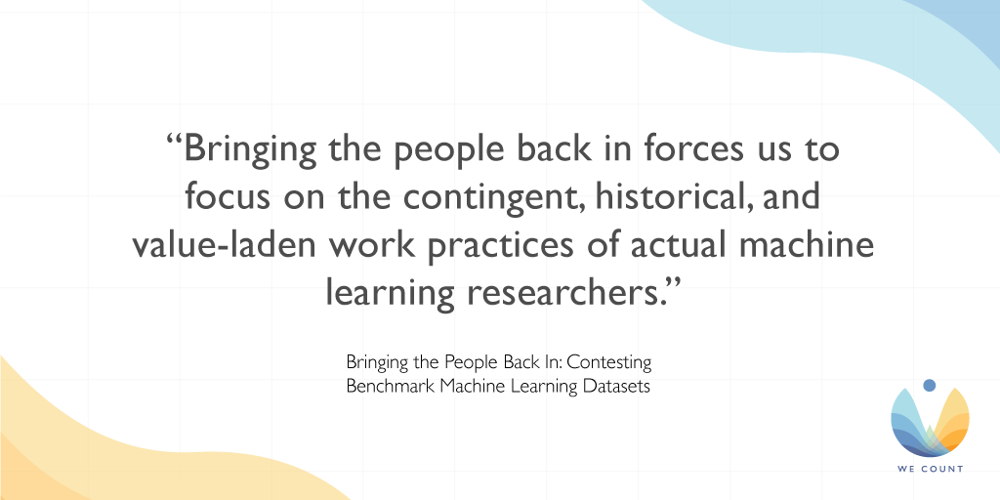 “Bringing the people back in forces us to
focus on the contingent, historical, and
value-laden work practices of actual machine
learning researchers.”
Bringing the People Back In: Contesting
Benchmark Machine Learning Datasets
WE COUNT